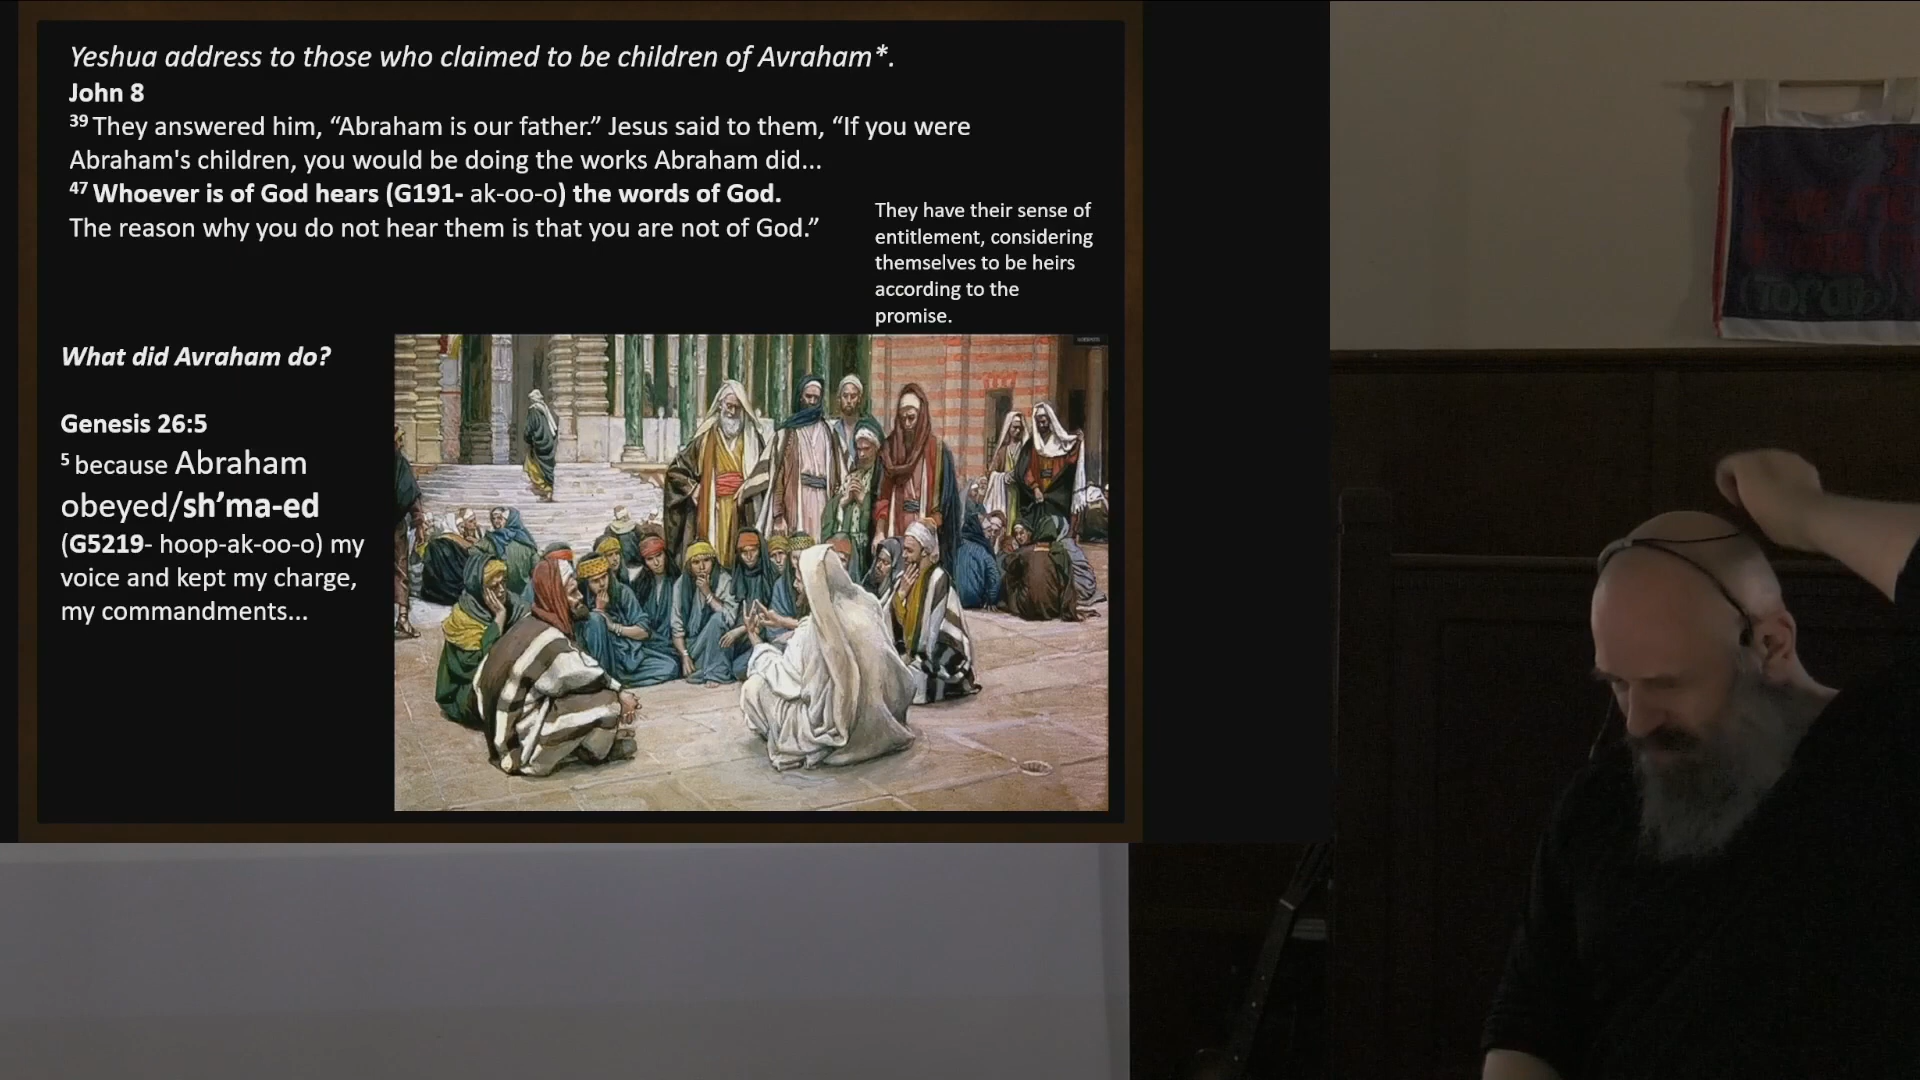 Yeshua address to those who claimed to be children of Avraham*.
John 8
39 They answered him, “Abraham is our father.” Jesus said to them, “If you were
Abraham's children, you would be doing the works Abraham did...
47 Whoever is of God hears (G191- ak-oo-o) the words of God.
The reason why you do not hear them is that you are not of God.”
They have their sense of
entitlement, considering
themselves to be heirs
according to the
promise.
What did Avraham do?
Genesis 26:5
5 because Abraham
obeyed/sh’ma-ed
(G5219- hoop-ak-oo-o) my
voice and kept my charge,
my commandments...
(Torah)